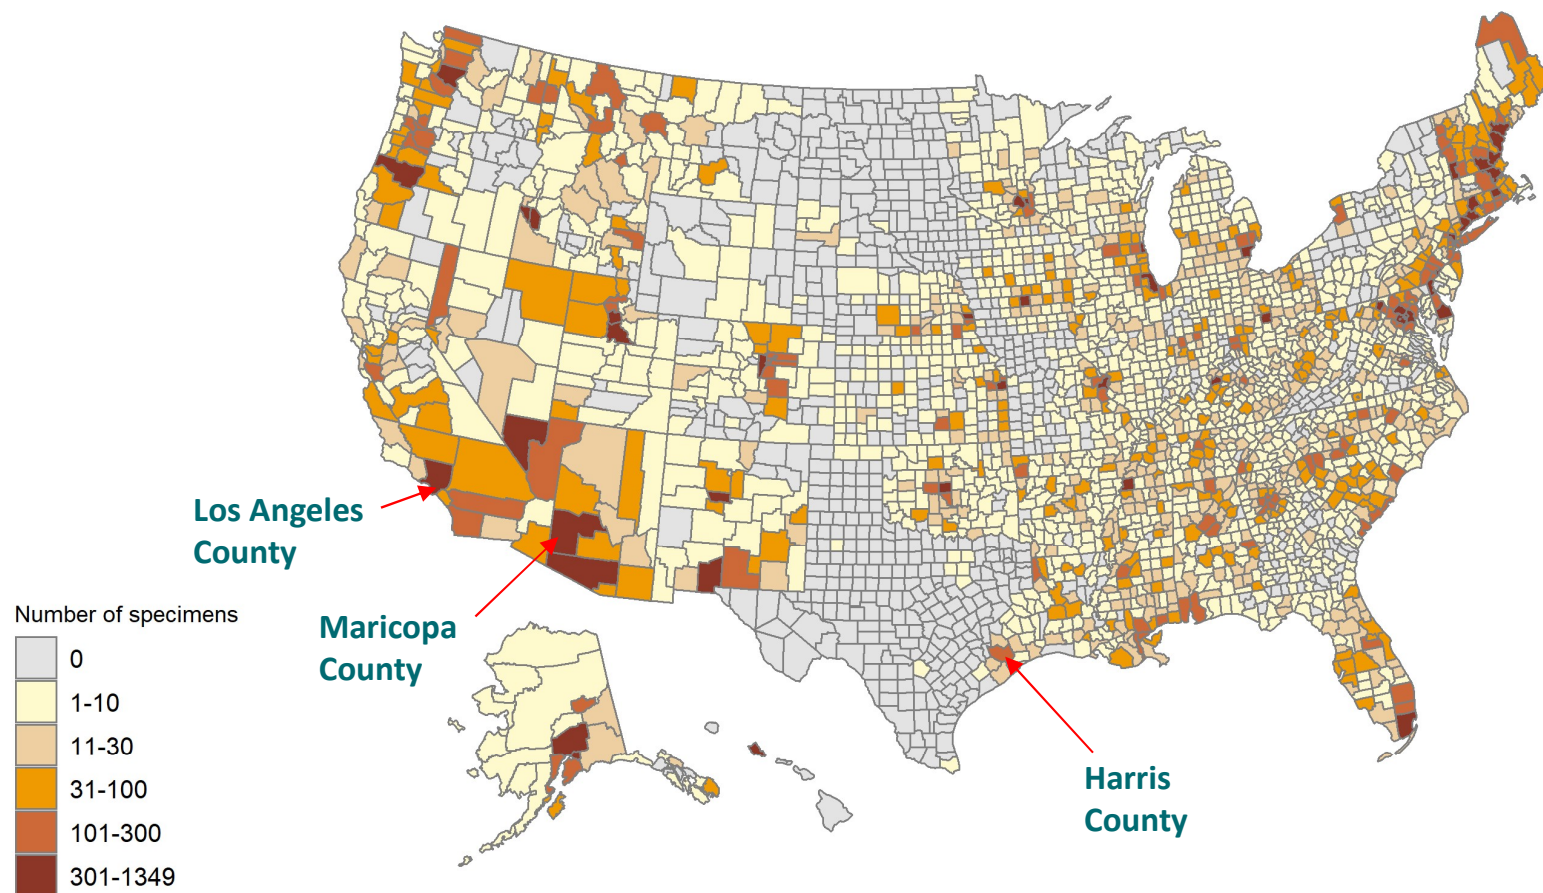 Los Angeles
County
Maricopa
County
Harris
County
Number of specimens
0
1-10
11-30
31-100
101-300
301-1349